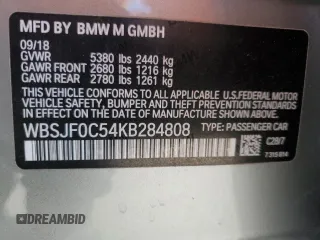 MFD BY BMW M GMBH
09/18
GVWR 5380 lbs 2440 kg
GAWR FRONT 2680 lbs 1216 kg
GAWR REAR 2780 lbs 1261 kg
THIS VEHICLE CONFORMS TO ALL APPLICABLE
U.S. FEDERAL MOTOR VEHICLE
SAFETY, BUMPER, AND THEFT PREVENTION
STANDARDS IN EFFECT ON THE DATE OF
MANUFACTURE SHOWN ABOVE.
WBSJF0C54KB284808 TYPE: PASSENGER CAR
C28/7
DREAMBID